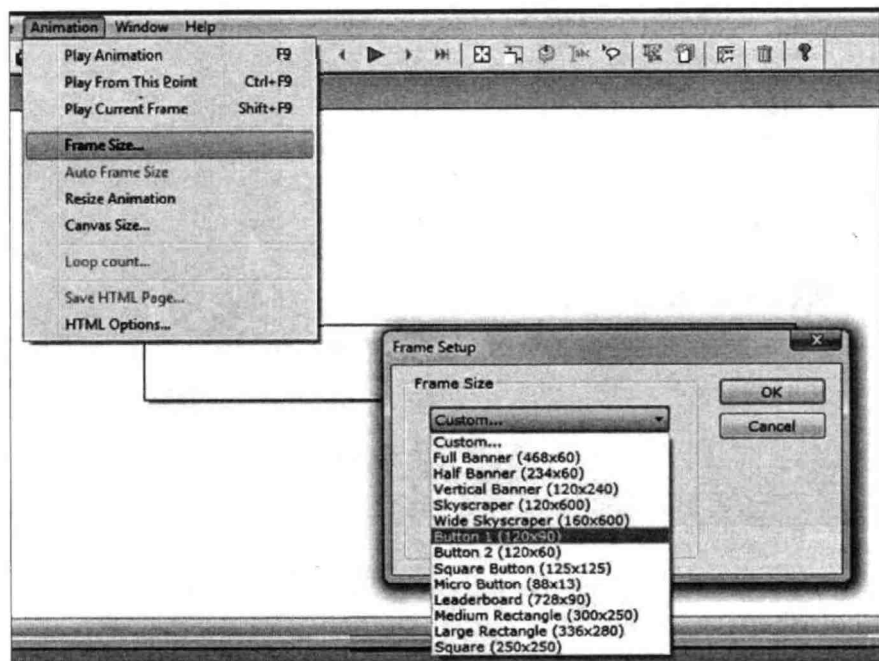 Animation Window Help
Play Animation F9
Play From This Point Ctrl+F9
Play Current Frame Shift+F9
Frame Size...
Auto Frame Size
Resize Animation
Canvas Size...
Loop count...
Save HTML Page...
HTML Options...
Frame Setup
Frame Size
OK
Custom...
Cancel
Custom...
Full Banner (468x60)
Half Banner (234x60)
Vertical Banner (120x240)
Skyscraper (120x600)
Wide Skyscraper (160x600)
Button 1 (120x90)
Button 2 (120x60)
Square Button (125x125)
Micro Button (88x13)
Leaderboard (728x90)
Medium Rectangle (300x250)
Large Rectangle (336x280)
Square (250x250)